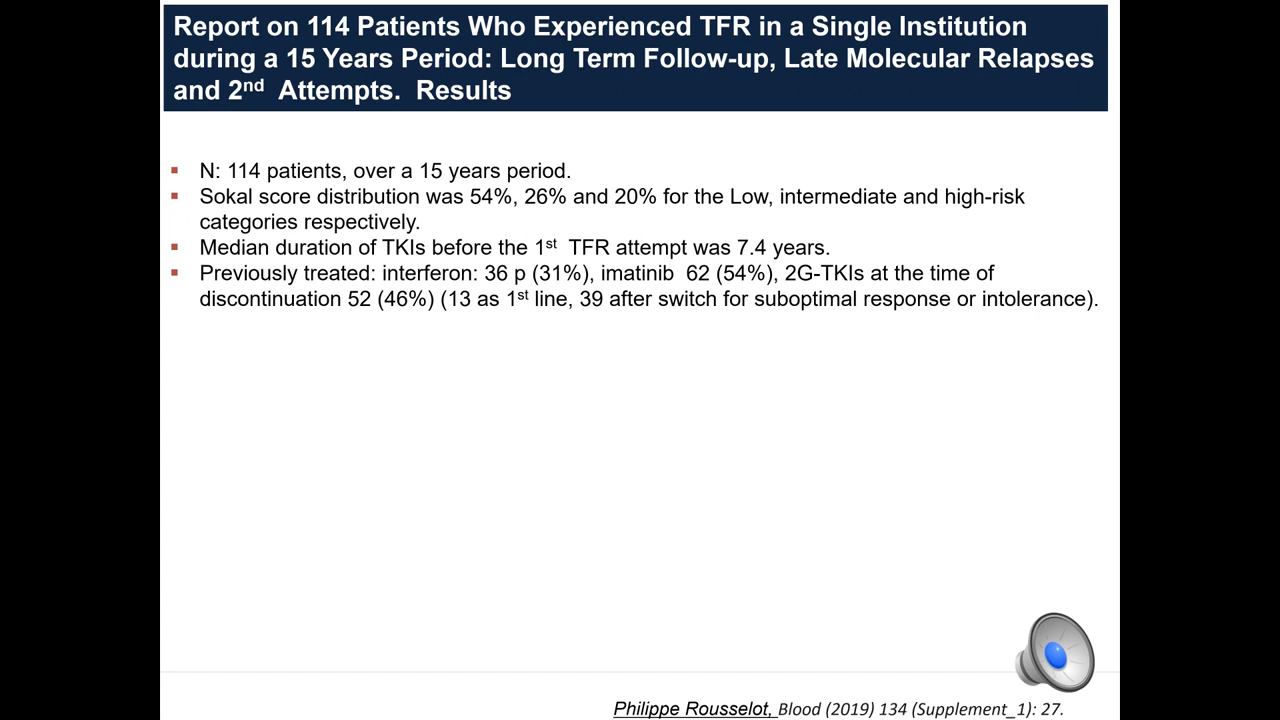 Report on 114 Patients Who Experienced TFR in a Single Institution
during a 15 Years Period: Long Term Follow-up, Late Molecular Relapses
and 2nd Attempts. Results
▪ N: 114 patients, over a 15 years period.
▪ Sokal score distribution was 54%, 26% and 20% for the Low, intermediate and high-risk
categories respectively.
▪ Median duration of TKIs before the 1st TFR attempt was 7.4 years.
▪ Previously treated: interferon: 36 p (31%), imatinib 62 (54%), 2G-TKIs at the time of
discontinuation 52 (46%) (13 as 1st line, 39 after switch for suboptimal response or intolerance).
Philippe Rousselot, Blood (2019) 134 (Supplement_1): 27.